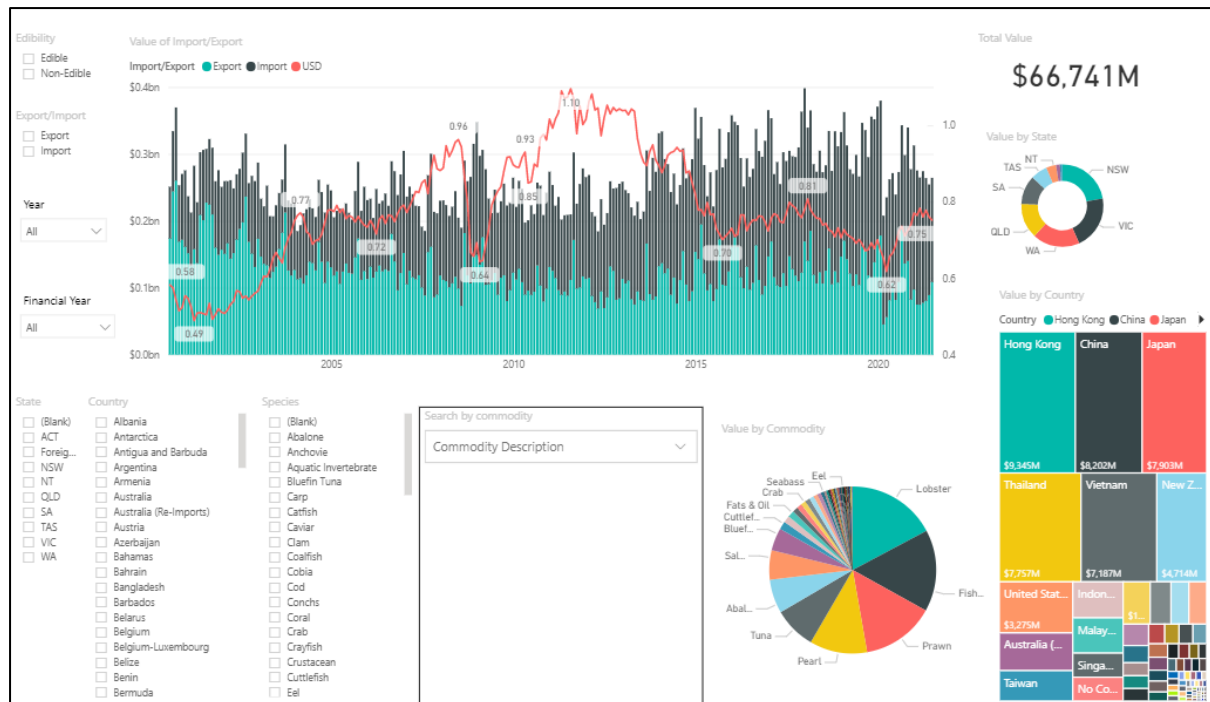 Edibility
Edible
Non-Edible
Export/Import
Export
Import
Year
All
Financial Year
All
Value of Import/Export
Import/Export Export Import USD
$0.4bn
$0.3bn
$0.2bn
$0.1bn
$0.0bn
0.58
0.49
0.77
0.72
0.96
0.64
0.93
0.85
1.10
0.70
0.81
0.62
0.75
1.0
0.8
0.6
0.4
2005
2010
2015
2020
Total Value
$66,741M
Value by State
NT
TAS
SA
QLD
WA
VIC
NSW
Value by Country
Country Hong Kong China Japan
Hong Kong
$9,345M
China
$8,202M
Japan
$7,903M
Thailand
$7,757M
Vietnam
$7,187M
New Z...
$4,714M
United Stat...
$3,275M
Australia (...
Taiwan
Indon...
Malay...
Singa...
No Co...
$1...
State
(Blank)
ACT
Foreig...
NSW
NT
QLD
SA
TAS
VIC
WA
Country
Albania
Antarctica
Antigua and Barbuda
Argentina
Armenia
Australia
Australia (Re-Imports)
Austria
Azerbaijan
Bahamas
Bahrain
Bangladesh
Barbados
Belarus
Belgium
Belgium-Luxembourg
Belize
Benin
Bermuda
Species
(Blank)
Abalone
Anchovie
Aquatic Invertebrate
Bluefin Tuna
Carp
Catfish
Caviar
Clam
Coalfish
Cobia
Cod
Conchs
Coral
Crab
Crayfish
Crustacean
Cuttlefish
Eel
Search by commodity
Commodity Description
Value by Commodity
Eel
Seabass
Crab
Fats & Oil
Cuttlef...
Bluef...
Sal...
Abal...
Tuna
Pearl
Prawn
Fish...
Lobster